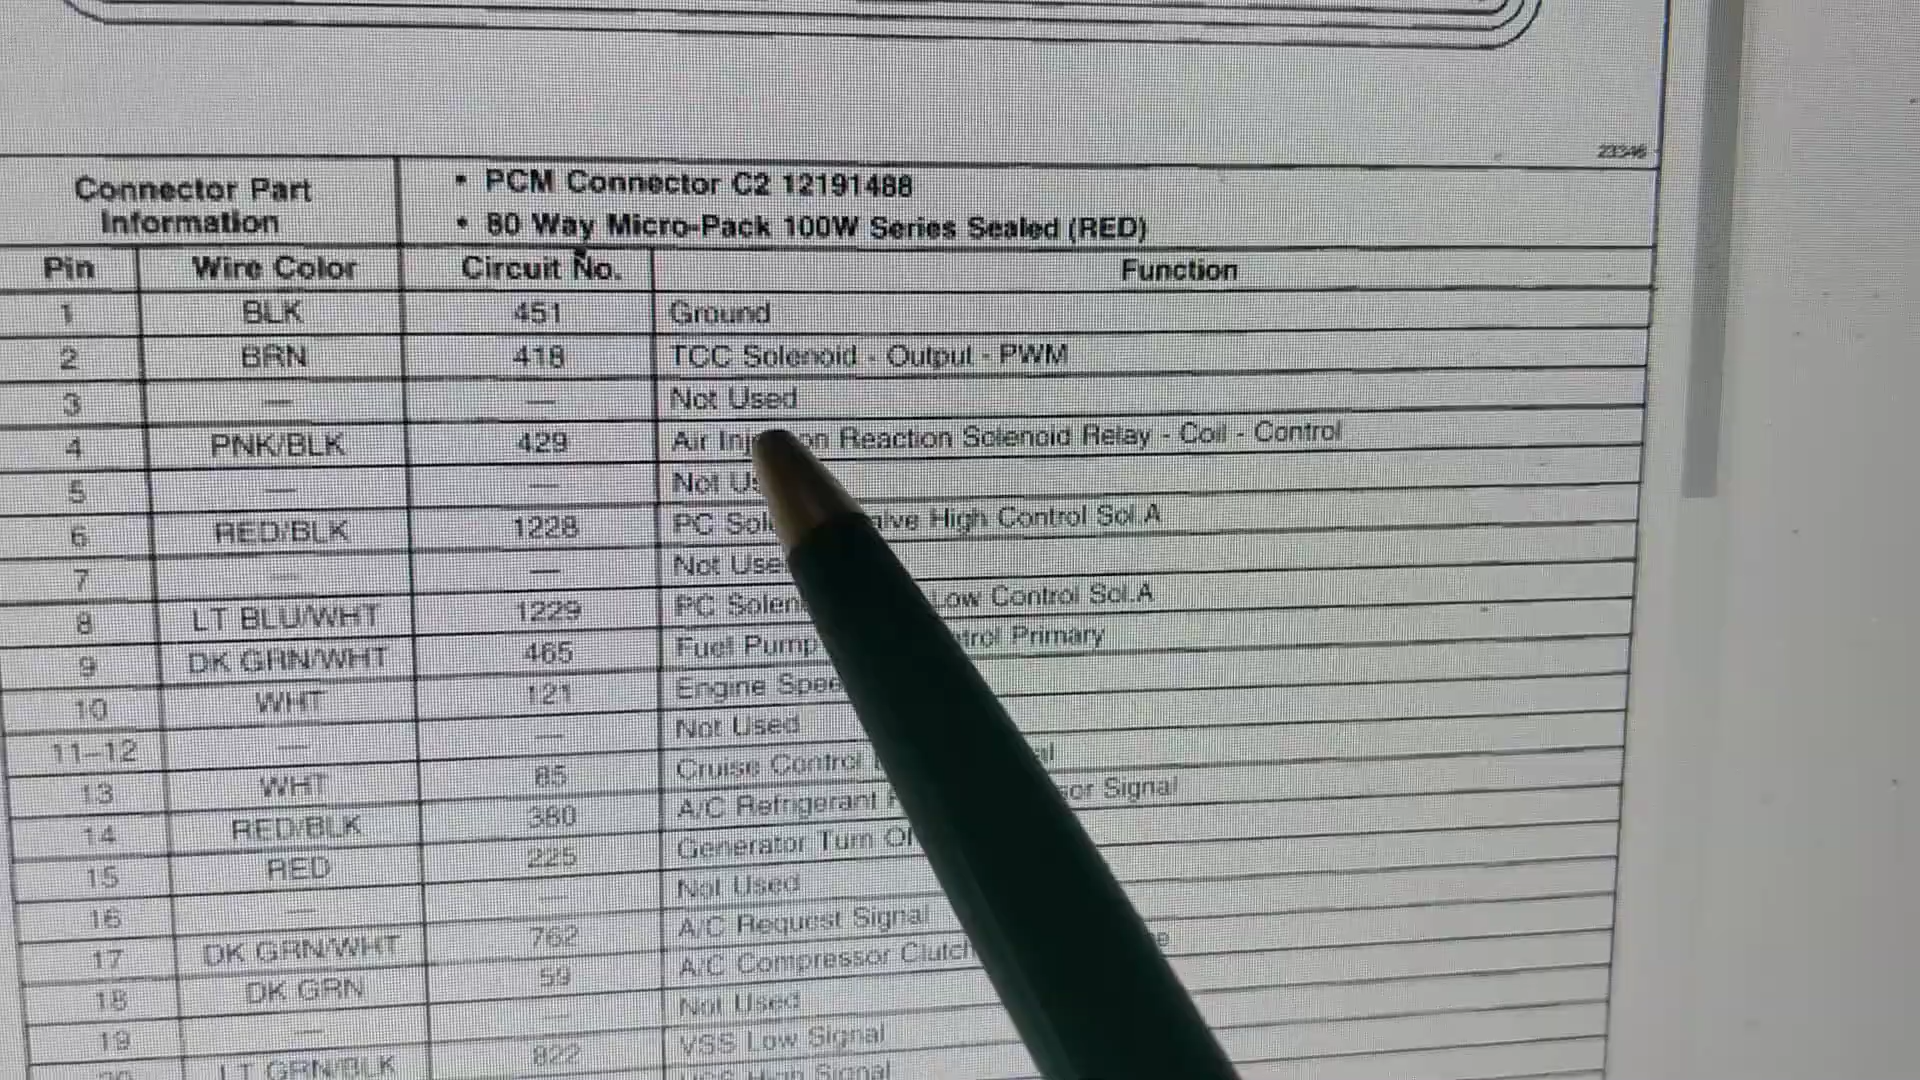 23346
Connector Part Information
• PCM Connector C2 12191488
• 80 Way Micro-Pack 100W Series Sealed (RED)
Pin Wire Color Circuit No. Function
1 BLK 451 Ground
2 BRN 418 TCC Solenoid - Output - PWM
3 — — Not Used
4 PNK/BLK 429 Air Reaction Solenoid Relay - Coil - Control
5 — — Not
6 RED/BLK 1228 PC High Control Sol.A
7 — — Not
8 LT BLU/WHT 1229 PC Low Control Sol.A
9 DK GRN/WHT 465 Fuel Pump Primary
10 WHT 121 Engine
11–12 — — Not Used
13 WHT 85 Cruise Control
14 RED/BLK 380 A/C Refrigerant Signal
15 RED 225 Generator Turn
16 — — Not Used
17 DK GRN/WHT 762 A/C Request Signal
18 DK GRN 59 A/C Compressor Clutch
19 — — Not Used
LT GRN/BLK 822 VSS Low Signal
Signal